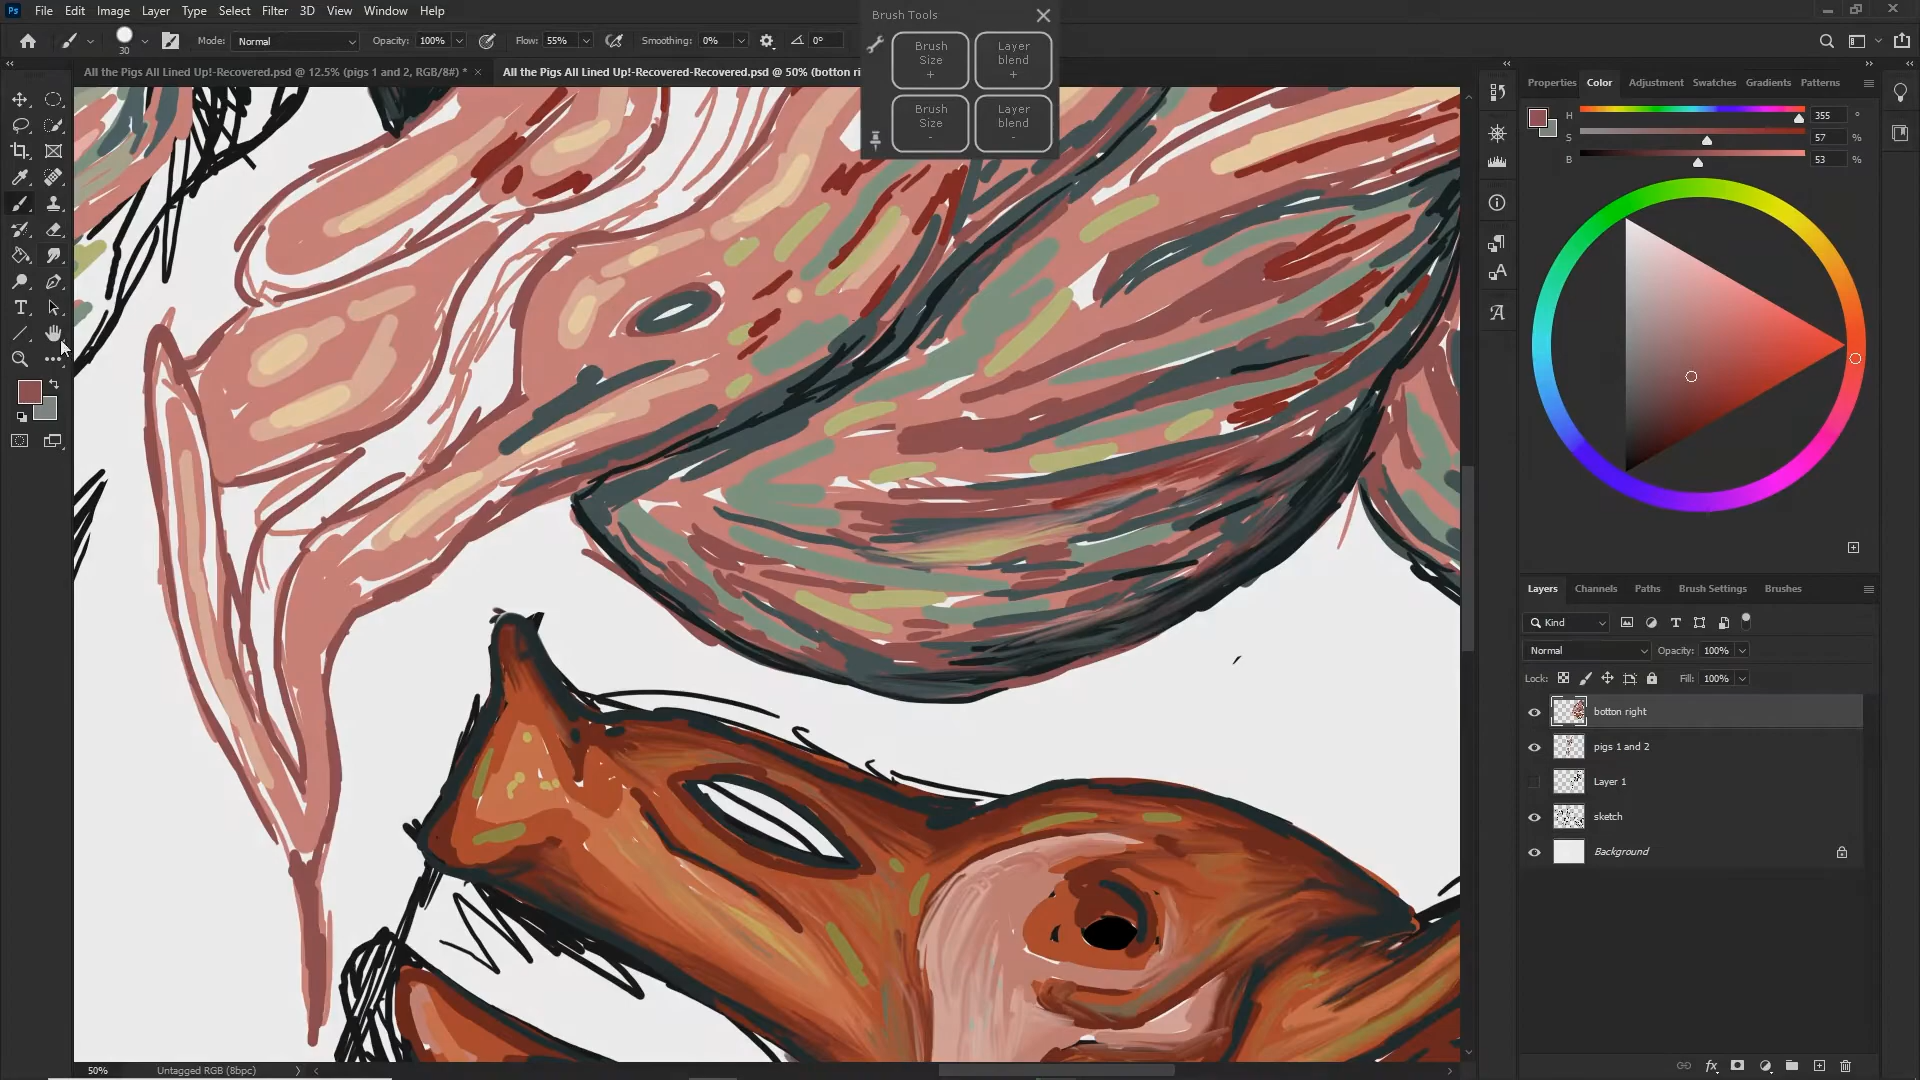 Ps File Edit Image Layer Type Select Filter 3D View Window Help
Brush Tools
30 Mode: Normal Opacity: 100% Flow: 55% Smoothing: 0% 0°
Brush Size + Layer blend +
Brush Size - Layer blend -
All the Pigs All Lined Up!-Recovered.psd @ 12.5% (pigs 1 and 2, RGB/8#) * × All the Pigs All Lined Up!-Recovered-Recovered.psd @ 50% (botton ri
Properties Color Adjustment Swatches Gradients Patterns
H 355 °
S 57 %
B 53 %
Layers Channels Paths Brush Settings Brushes
Kind
Normal Opacity: 100%
Lock: Fill: 100%
botton right
pigs 1 and 2
Layer 1
sketch
Background
50% Untagged RGB (8bpc)